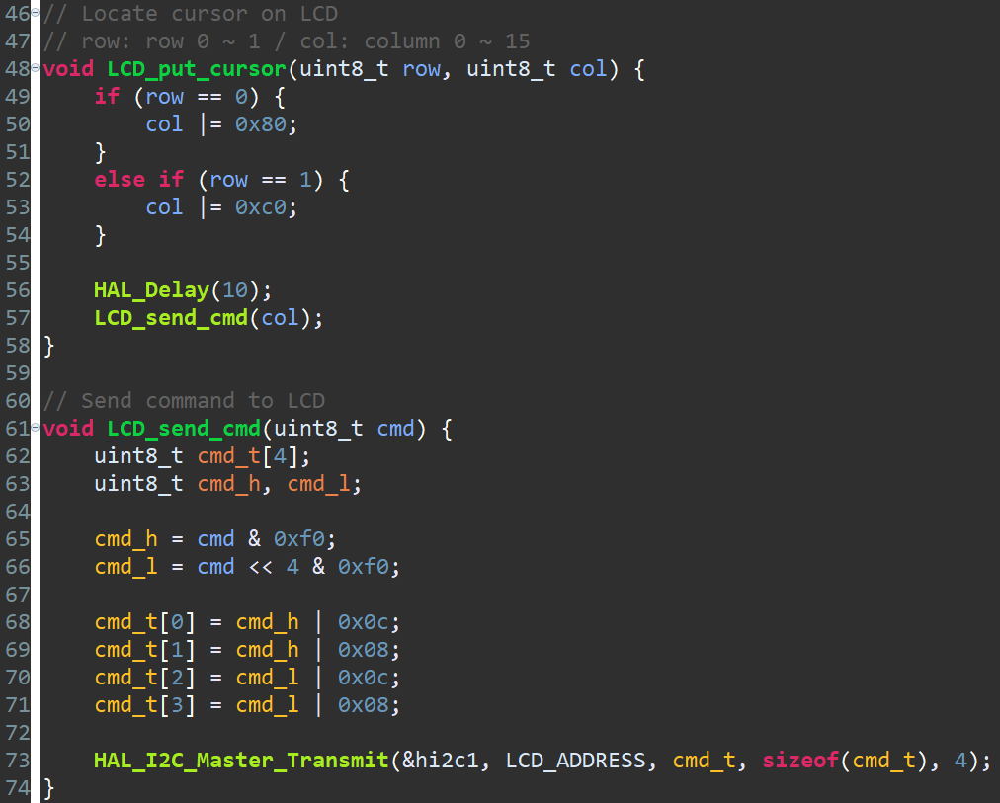 46 // Locate cursor on LCD
47 // row: row 0 ~ 1 / col: column 0 ~ 15
48 void LCD_put_cursor(uint8_t row, uint8_t col) {
49     if (row == 0) {
50         col |= 0x80;
51     }
52     else if (row == 1) {
53         col |= 0xc0;
54     }
55
56     HAL_Delay(10);
57     LCD_send_cmd(col);
58 }
59
60 // Send command to LCD
61 void LCD_send_cmd(uint8_t cmd) {
62     uint8_t cmd_t[4];
63     uint8_t cmd_h, cmd_l;
64
65     cmd_h = cmd & 0xf0;
66     cmd_l = cmd << 4 & 0xf0;
67
68     cmd_t[0] = cmd_h | 0x0c;
69     cmd_t[1] = cmd_h | 0x08;
70     cmd_t[2] = cmd_l | 0x0c;
71     cmd_t[3] = cmd_l | 0x08;
72
73     HAL_I2C_Master_Transmit(&hi2c1, LCD_ADDRESS, cmd_t, sizeof(cmd_t), 4);
74 }